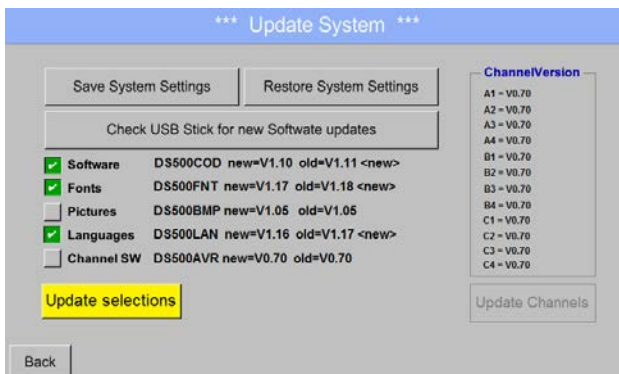 *** Update System ***
Save System Settings
Restore System Settings
Check USB Stick for new Softwate updates
Software DS500COD new=V1.10 old=V1.11 <new>
Fonts DS500FNT new=V1.17 old=V1.18 <new>
Pictures DS500BMP new=V1.05 old=V1.05
Languages DS500LAN new=V1.16 old=V1.17 <new>
Channel SW DS500AVR new=V0.70 old=V0.70
Update selections
ChannelVersion
A1 = V0.70
A2 = V0.70
A3 = V0.70
A4 = V0.70
B1 = V0.70
B2 = V0.70
B3 = V0.70
B4 = V0.70
C1 = V0.70
C2 = V0.70
C3 = V0.70
C4 = V0.70
Update Channels
Back